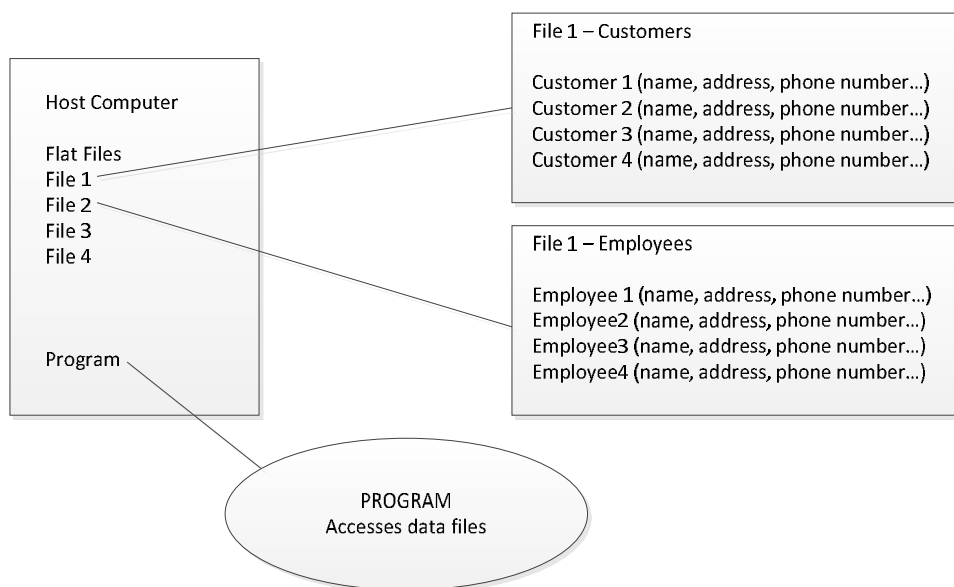 Host Computer
Flat Files
File 1
File 2
File 3
File 4
Program
File 1 – Customers
Customer 1 (name, address, phone number...)
Customer 2 (name, address, phone number...)
Customer 3 (name, address, phone number...)
Customer 4 (name, address, phone number...)
File 1 – Employees
Employee 1 (name, address, phone number...)
Employee2 (name, address, phone number...)
Employee3 (name, address, phone number...)
Employee4 (name, address, phone number...)
PROGRAM
Accesses data files